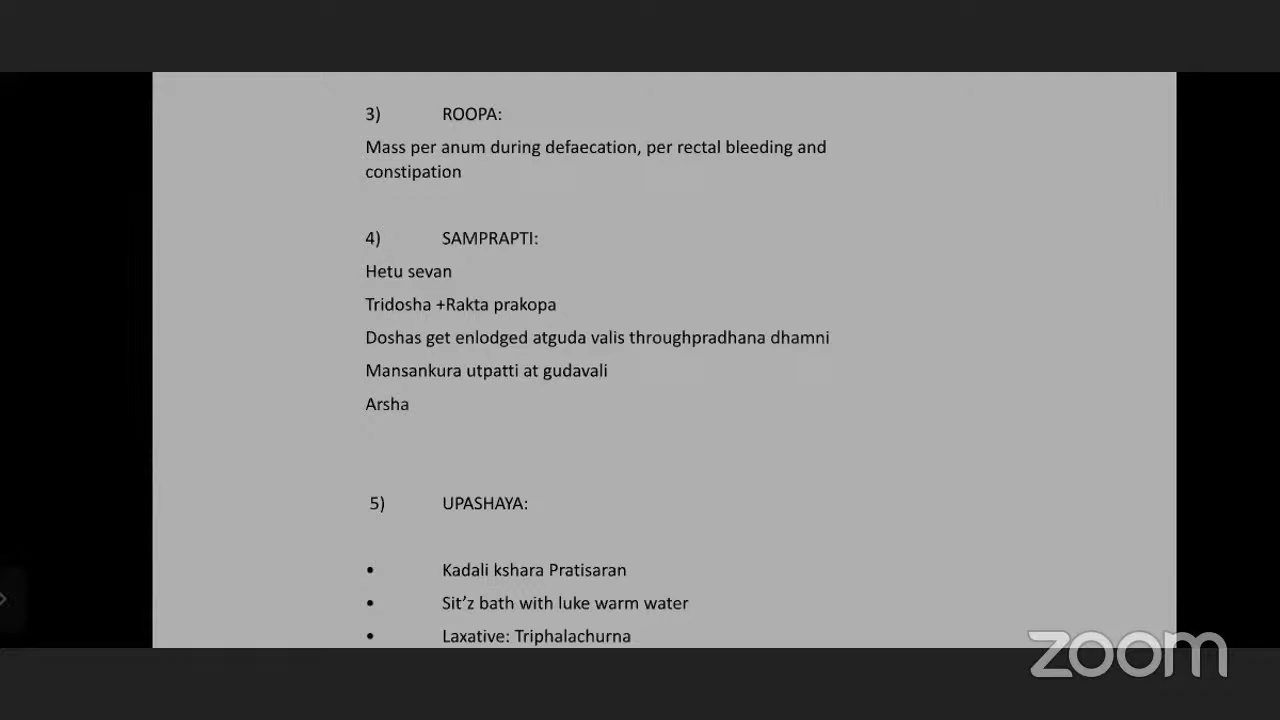 3) ROOPA:
Mass per anum during defaecation, per rectal bleeding and
constipation
4) SAMPRAPTI:
Hetu sevan
Tridosha +Rakta prakopa
Doshas get enlodged atguda valis throughpradhana dhamni
Mansankura utpatti at gudavali
Arsha
5) UPASHAYA:
• Kadali kshara Pratisaran
• Sit’z bath with luke warm water
• Laxative: Triphalachurna
zoom